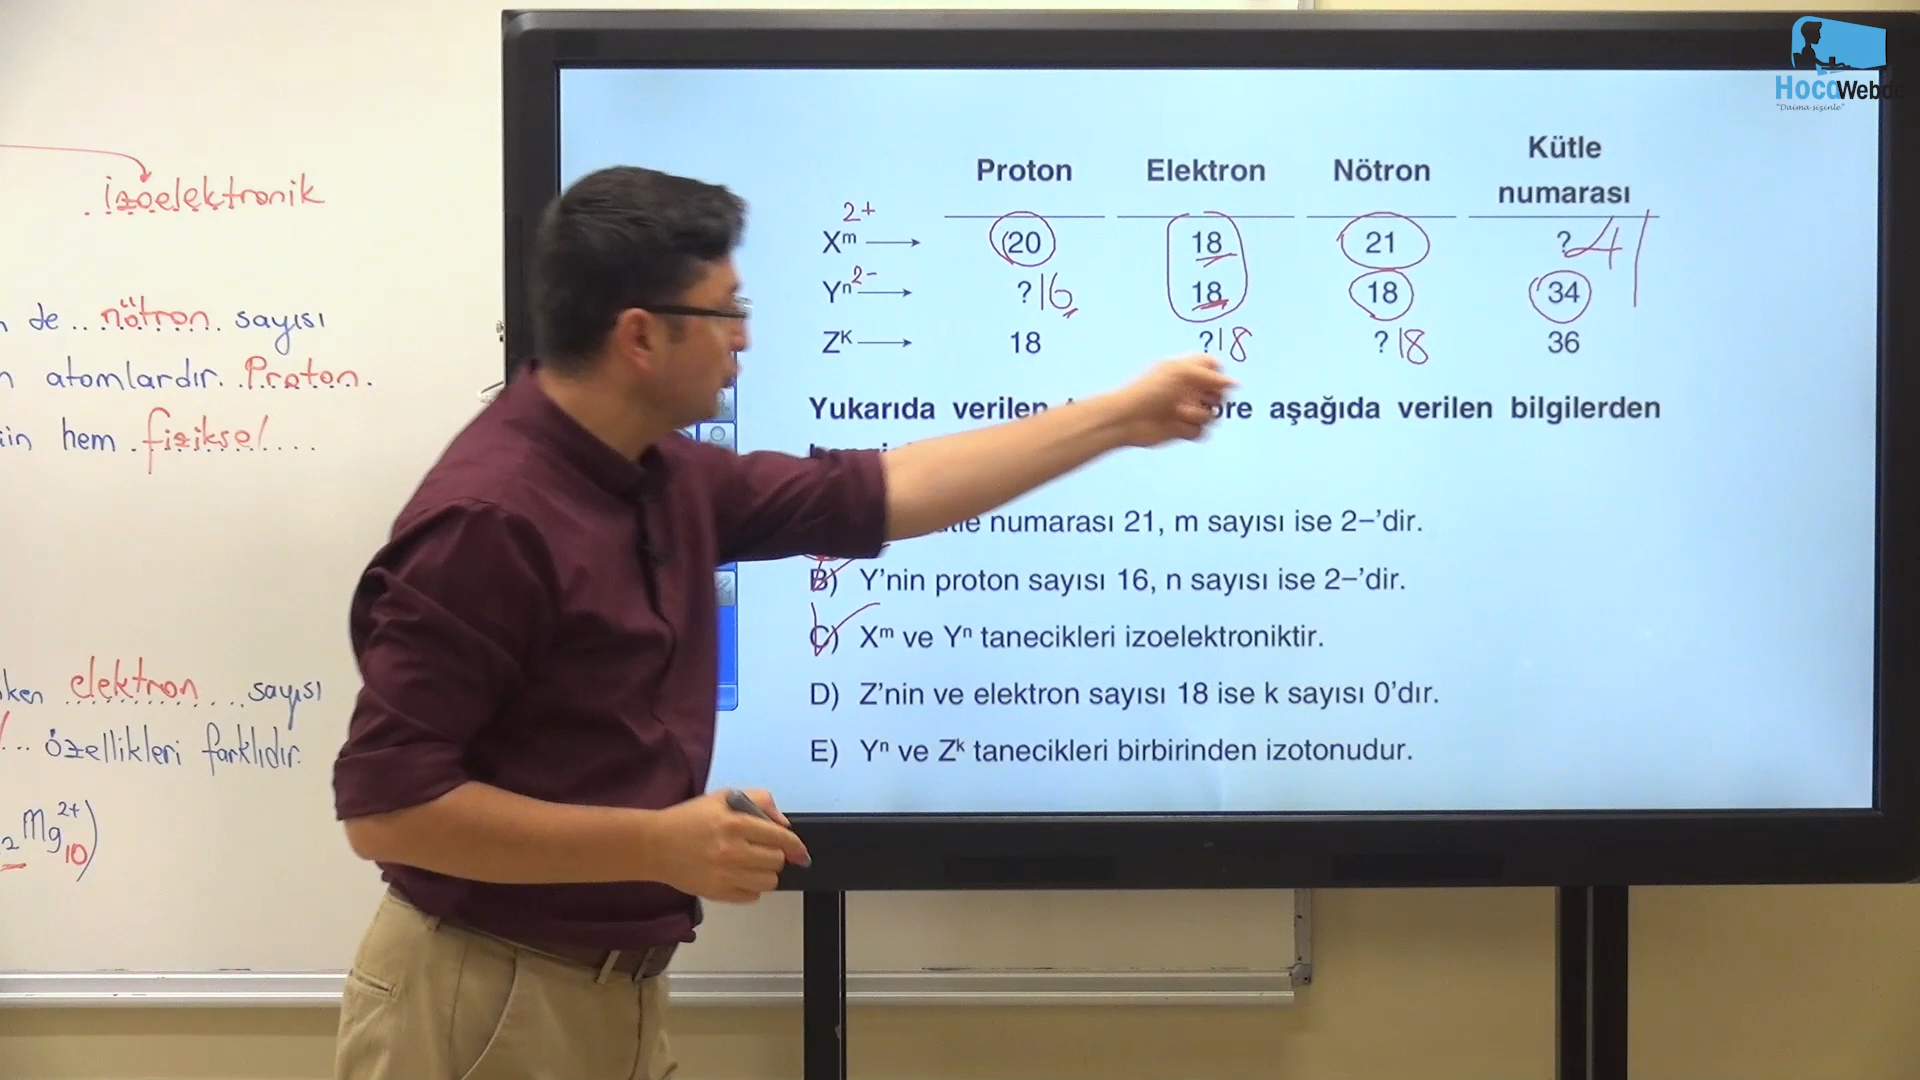 HocaWebde
"Daima sizinle"
izoelektronik
de .. nötron. sayısı
atomlardır. Proton.
hem . fiziksel ....
elektron ... sayısı
... özellikleri farklıdır.
2Mg2+10)
Proton Elektron Nötron Kütle numarası
2+
Xm → 20 18 21 ? 41
Yn 2- → ? 16 18 18 34
ZK → 18 ? 18 ? 18 36
Yukarıda verilen aşağıda verilen bilgilerden
numarası 21, m sayısı ise 2–'dir.
B) Y'nin proton sayısı 16, n sayısı ise 2–'dir.
C) Xm ve Yn tanecikleri izoelektroniktir.
D) Z'nin ve elektron sayısı 18 ise k sayısı 0'dır.
E) Yn ve Zk tanecikleri birbirinden izotonudur.